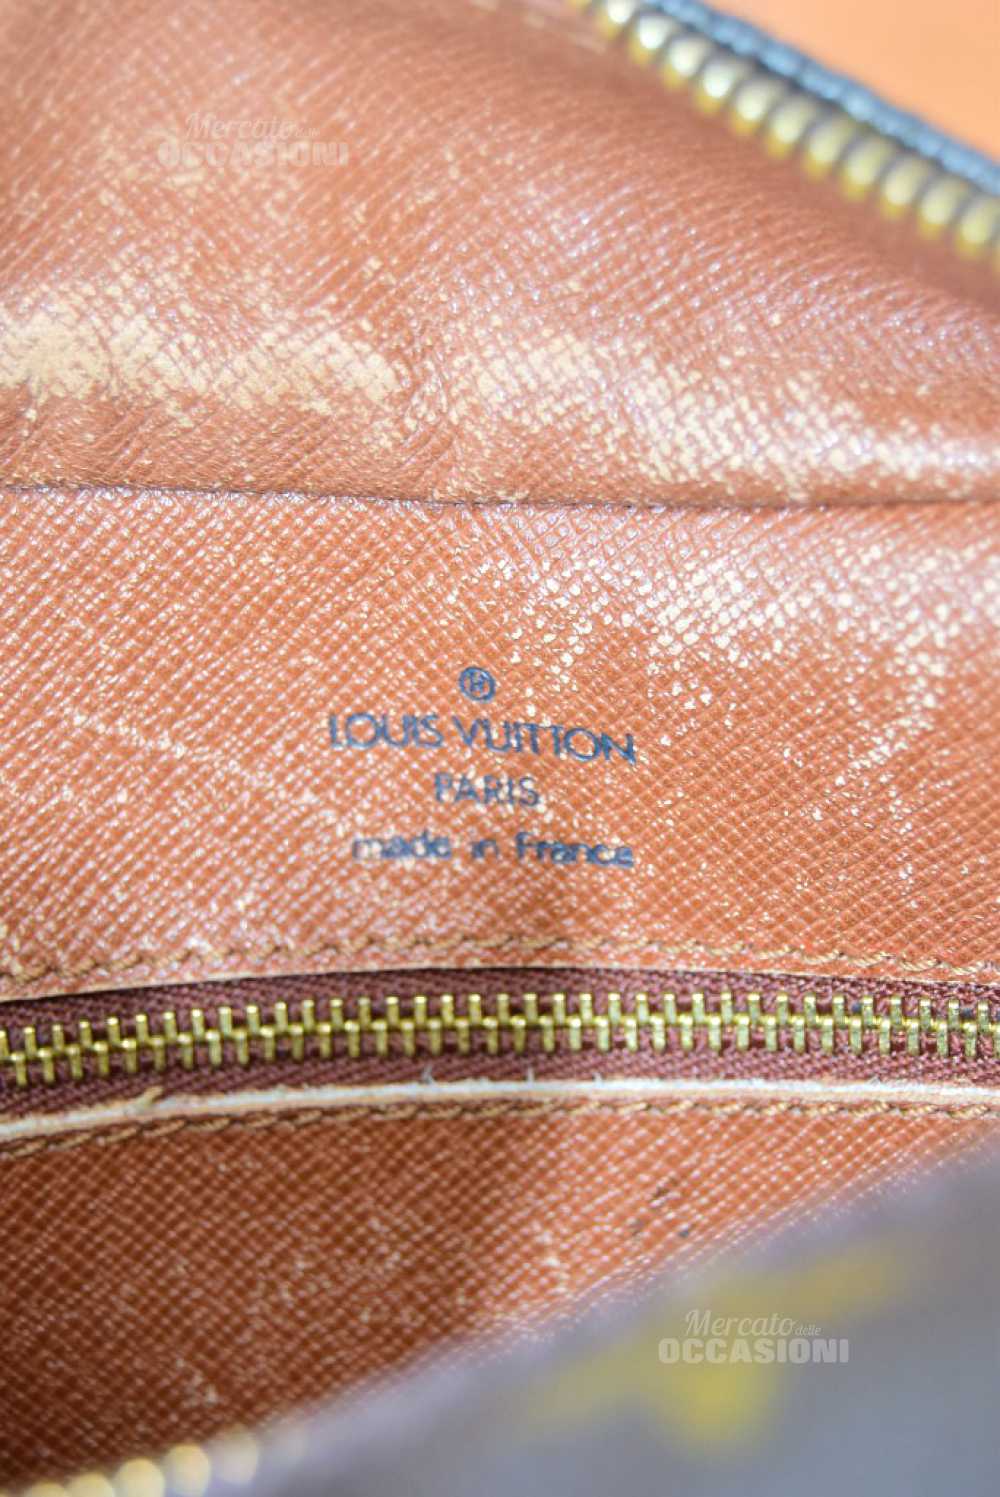 Mercato delle
OCCASIONI
®
LOUIS VUITTON
PARIS
made in France
Mercato delle
OCCASIONI